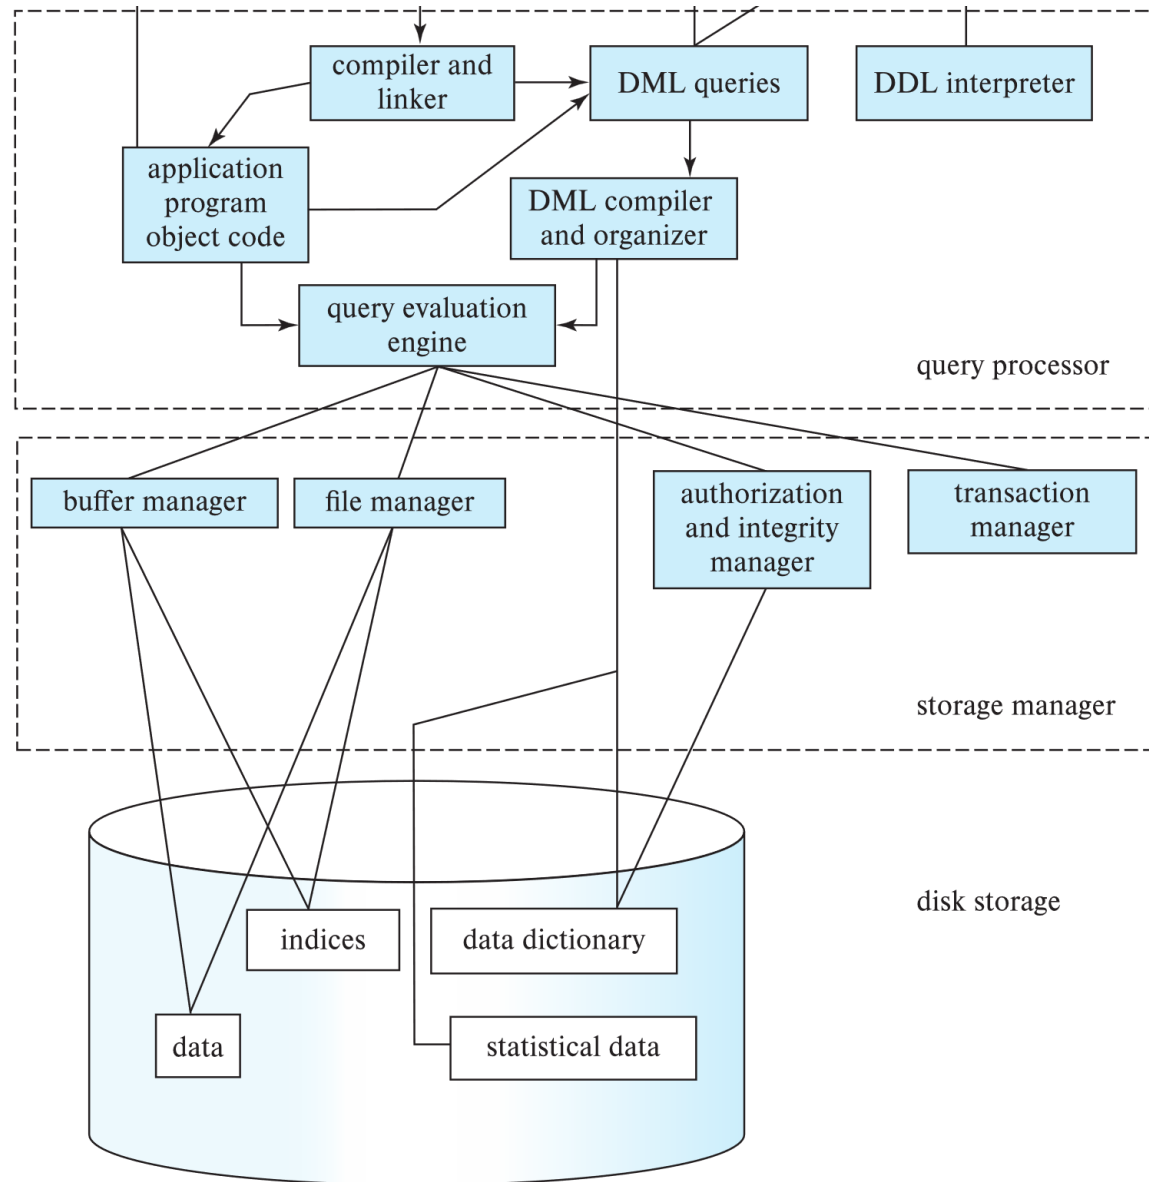 compiler and
linker
DML queries
DDL interpreter
application
program
object code
DML compiler
and organizer
query evaluation
engine
query processor
buffer manager
file manager
authorization
and integrity
manager
transaction
manager
storage manager
disk storage
indices
data dictionary
data
statistical data